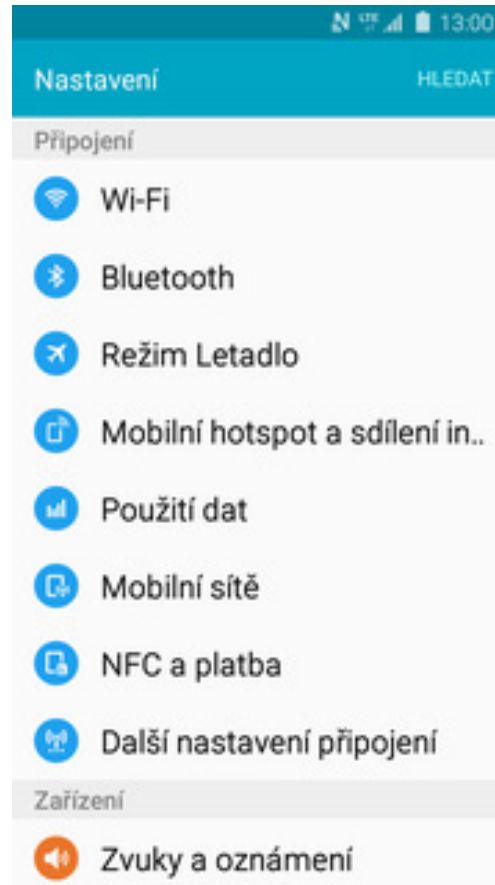 13:00
Nastavení HLEDAT
Připojení
Wi-Fi
Bluetooth
Režim Letadlo
Mobilní hotspot a sdílení in..
Použití dat
Mobilní sítě
NFC a platba
Další nastavení připojení
Zařízení
Zvuky a oznámení